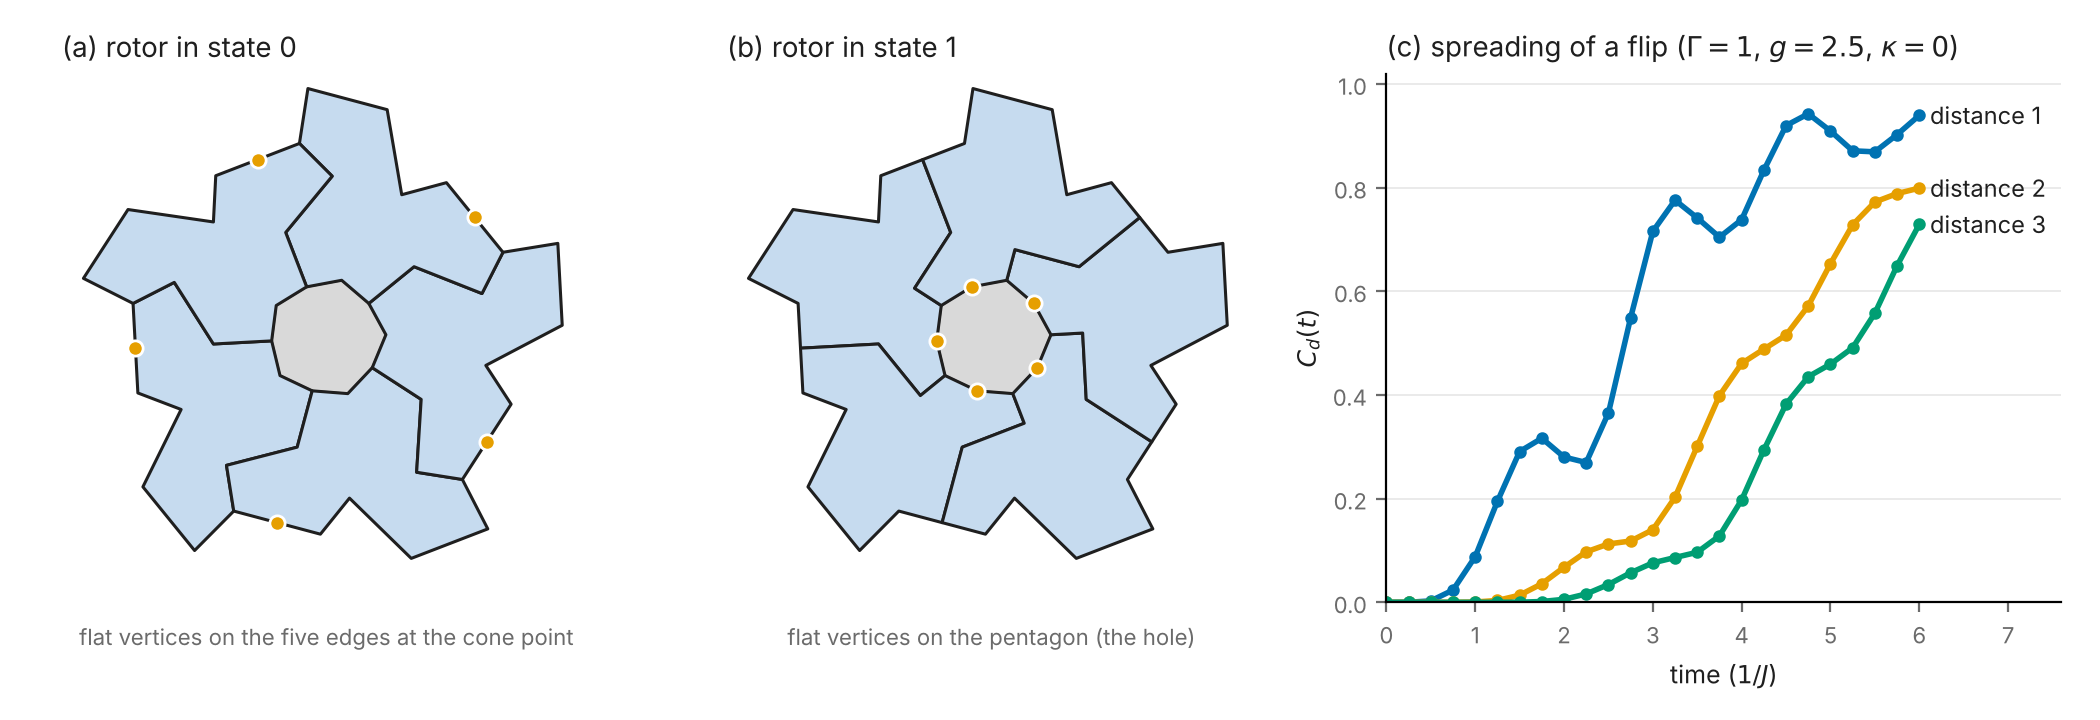 (a) rotor in state 0
(b) rotor in state 1
(c) spreading of a flip (Γ = 1, g = 2.5, κ = 0)
flat vertices on the five edges at the cone point
flat vertices on the pentagon (the hole)
C_d(t)
1.0
0.8
0.6
0.4
0.2
0.0
distance 1
distance 2
distance 3
0 1 2 3 4 5 6 7
time (1/J)